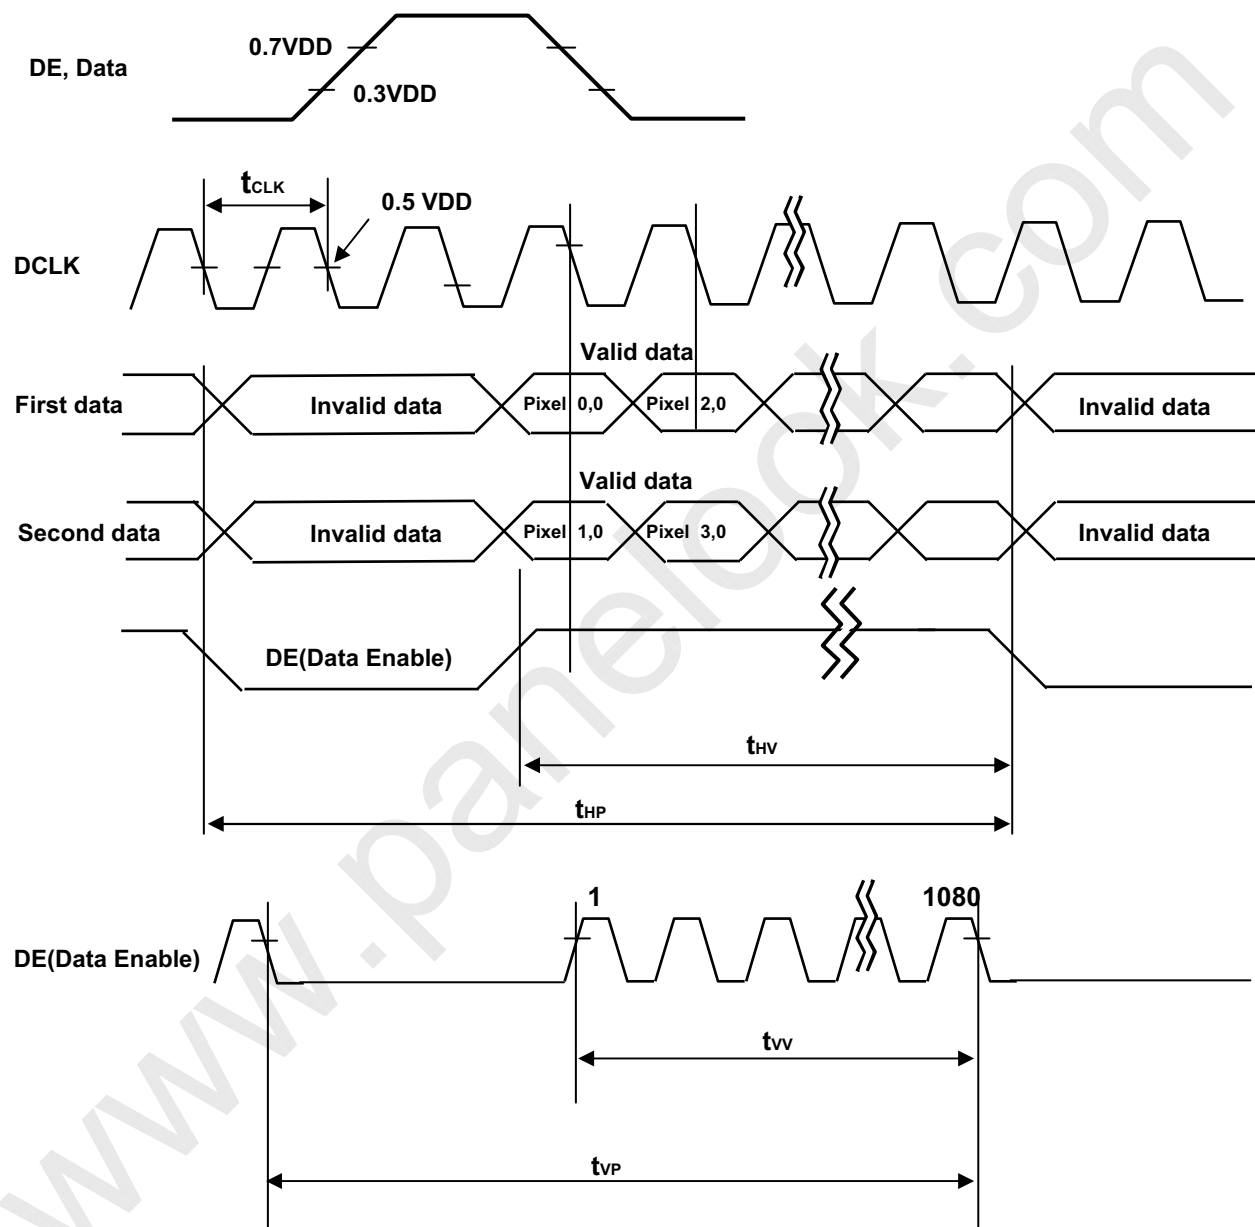 0.7VDD
DE, Data
0.3VDD
tCLK
0.5 VDD
DCLK
Valid data
First data
Invalid data
Pixel 0,0
Pixel 2,0
Invalid data
Valid data
Second data
Invalid data
Pixel 1,0
Pixel 3,0
Invalid data
DE(Data Enable)
tHV
tHP
1
1080
DE(Data Enable)
tVV
tVP
www.panelook.com